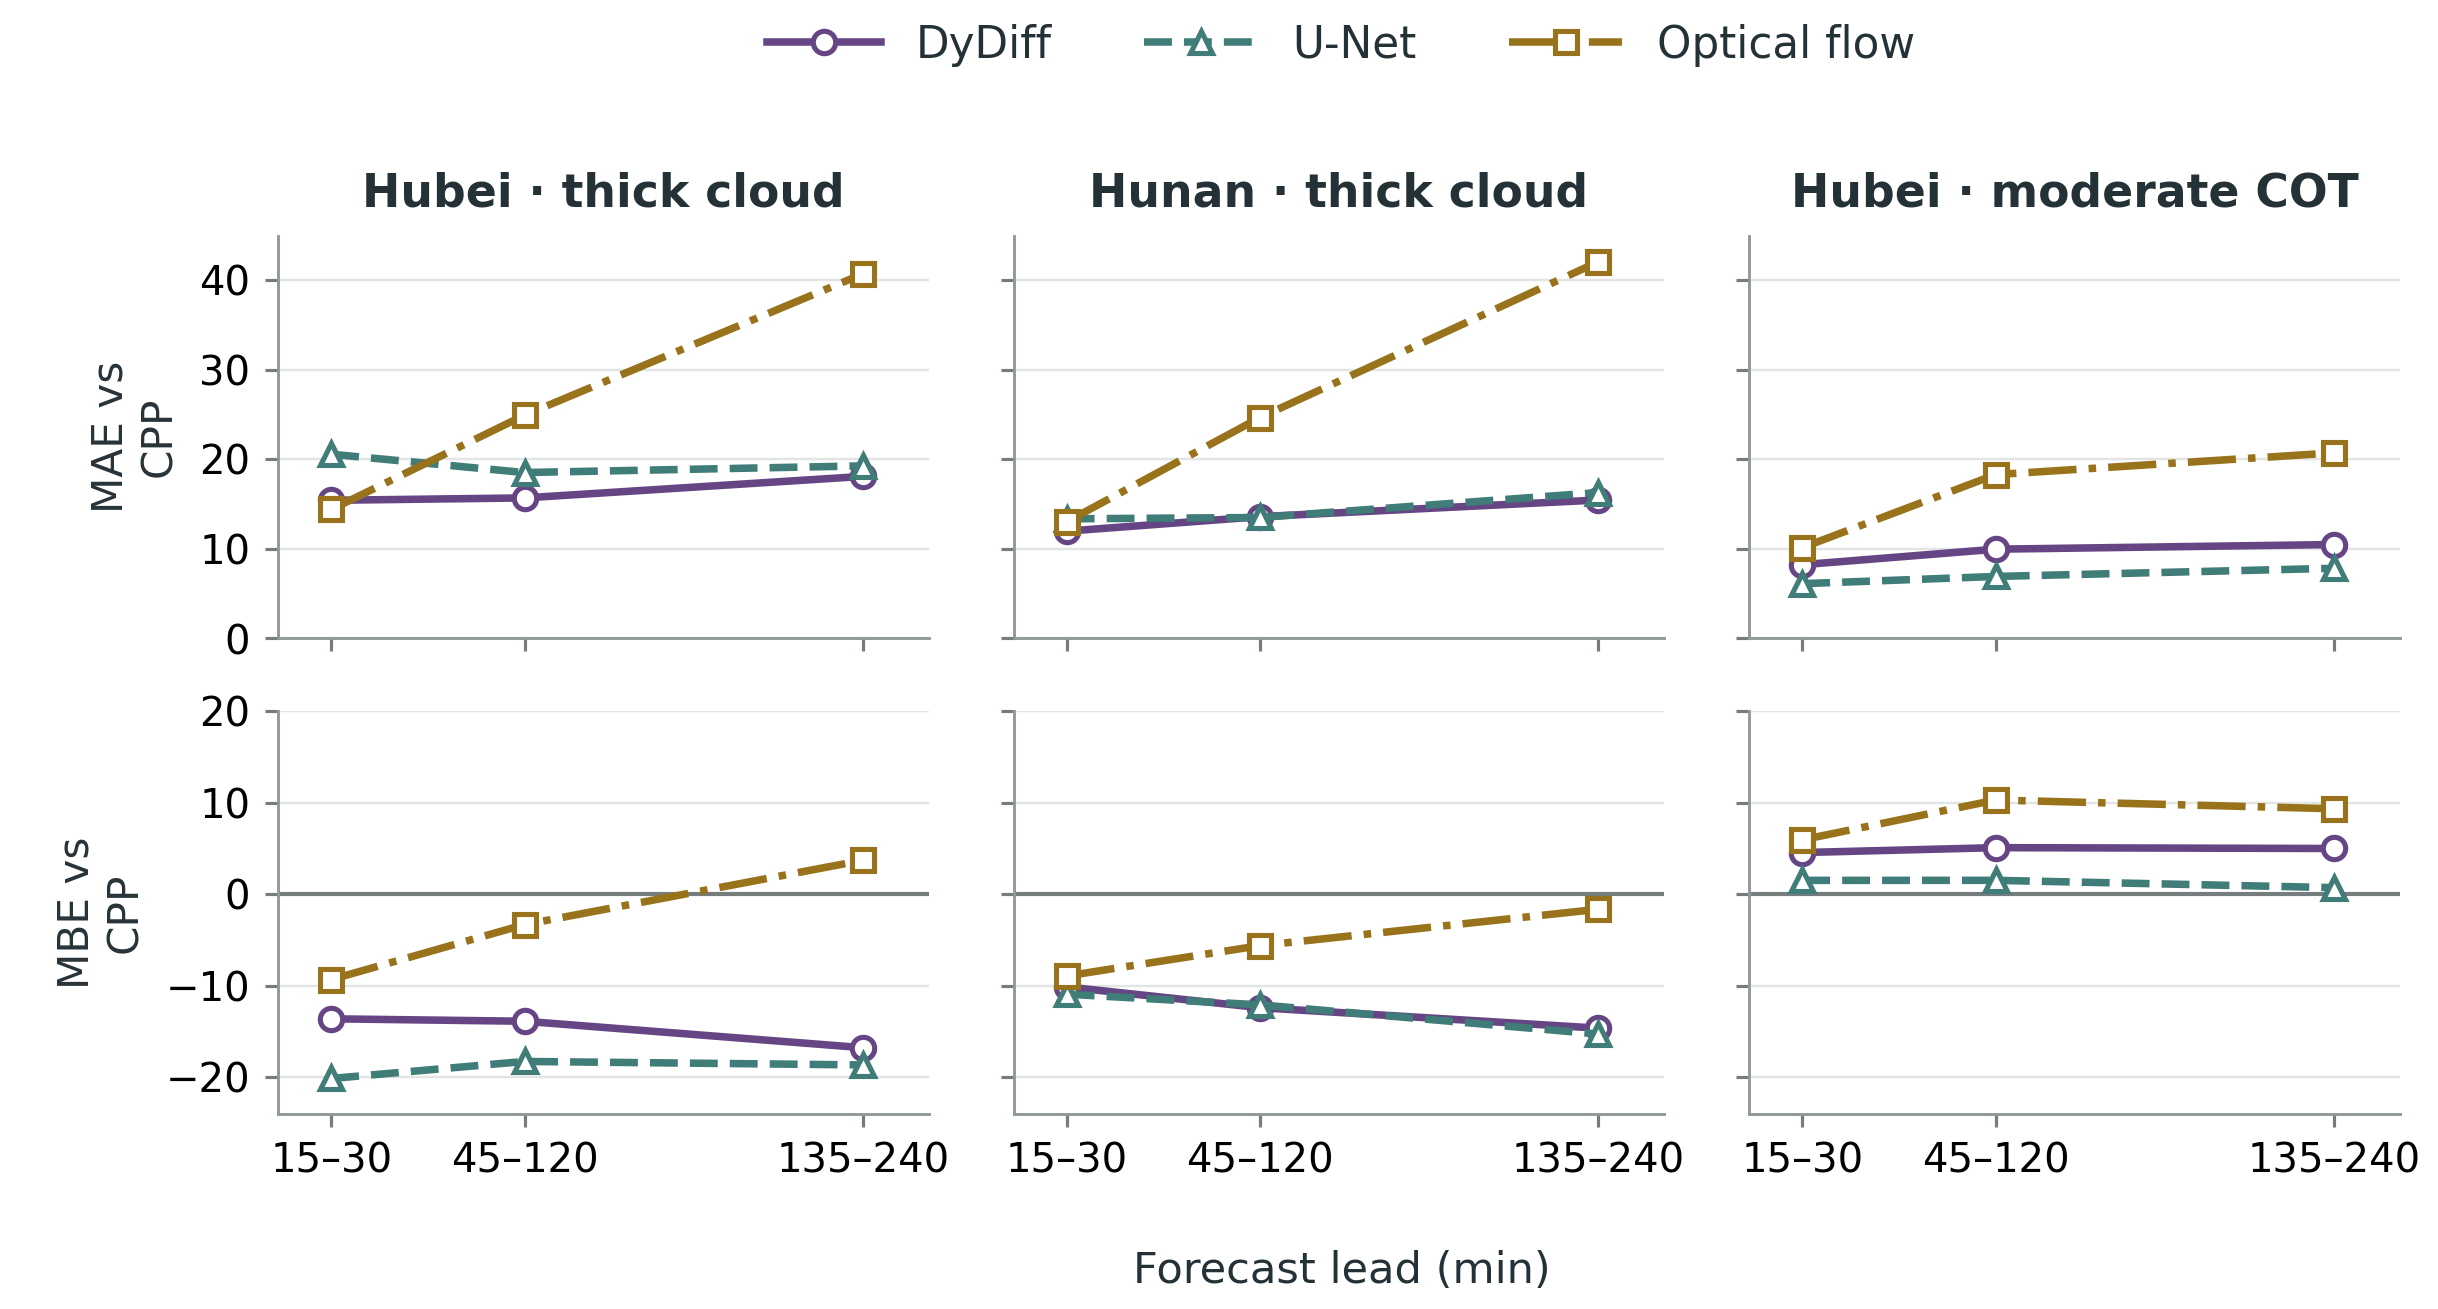 DyDiff U-Net Optical flow
Hubei · thick cloud
Hunan · thick cloud
Hubei · moderate COT
MAE vs
CPP
40
30
20
10
0
MBE vs
CPP
20
10
0
−10
−20
15–30 45–120 135–240
15–30 45–120 135–240
15–30 45–120 135–240
Forecast lead (min)